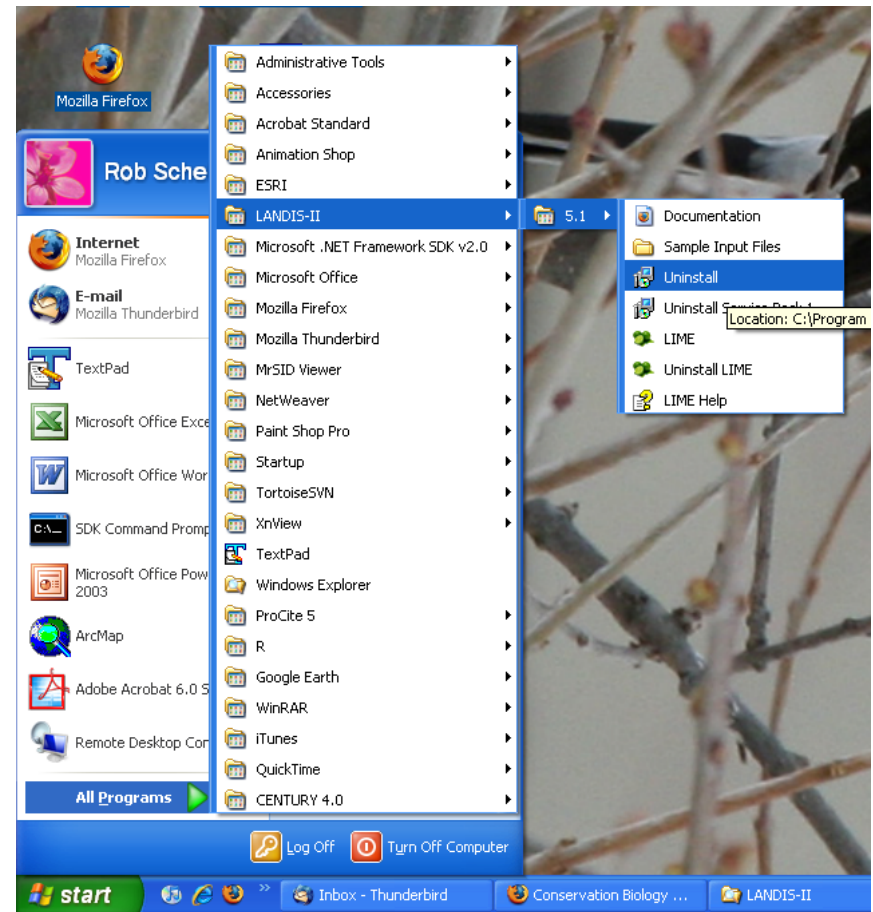 Mozilla Firefox
Rob Sche
Internet
Mozilla Firefox
E-mail
Mozilla Thunderbird
TextPad
Microsoft Office Exce
Microsoft Office Wor
C:\_
SDK Command Promp
Microsoft Office Pow
2003
ArcMap
Adobe Acrobat 6.0 S
Remote Desktop Cor
All Programs
Administrative Tools
Accessories
Acrobat Standard
Animation Shop
ESRI
LANDIS-II
Microsoft .NET Framework SDK v2.0
Microsoft Office
Mozilla Firefox
Mozilla Thunderbird
MrSID Viewer
NetWeaver
Paint Shop Pro
Startup
TortoiseSVN
XnView
TextPad
Windows Explorer
ProCite 5
R
Google Earth
WinRAR
iTunes
QuickTime
CENTURY 4.0
5.1
Documentation
Sample Input Files
Uninstall
Uninstall Service Pack 1
Location: C:\Program
LIME
Uninstall LIME
LIME Help
Log Off
Turn Off Computer
start
Inbox - Thunderbird
Conservation Biology ...
LANDIS-II